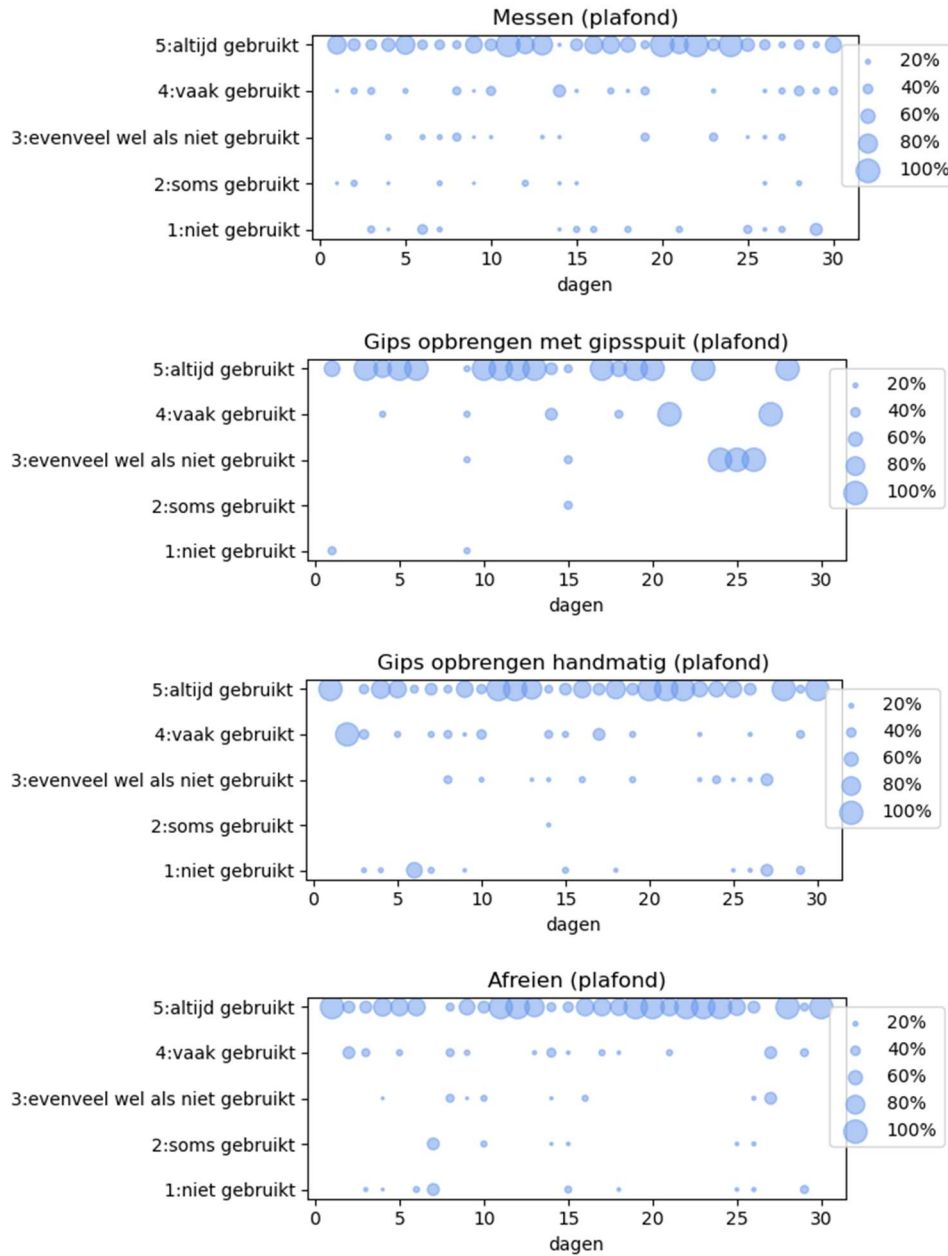 Messen (plafond)
5:altijd gebruikt
4:vaak gebruikt
3:evenveel wel als niet gebruikt
2:soms gebruikt
1:niet gebruikt
20%
40%
60%
80%
100%
0 5 10 15 20 25 30
dagen
Gips opbrengen met gipsspuit (plafond)
5:altijd gebruikt
4:vaak gebruikt
3:evenveel wel als niet gebruikt
2:soms gebruikt
1:niet gebruikt
20%
40%
60%
80%
100%
0 5 10 15 20 25 30
dagen
Gips opbrengen handmatig (plafond)
5:altijd gebruikt
4:vaak gebruikt
3:evenveel wel als niet gebruikt
2:soms gebruikt
1:niet gebruikt
20%
40%
60%
80%
100%
0 5 10 15 20 25 30
dagen
Afreien (plafond)
5:altijd gebruikt
4:vaak gebruikt
3:evenveel wel als niet gebruikt
2:soms gebruikt
1:niet gebruikt
20%
40%
60%
80%
100%
0 5 10 15 20 25 30
dagen